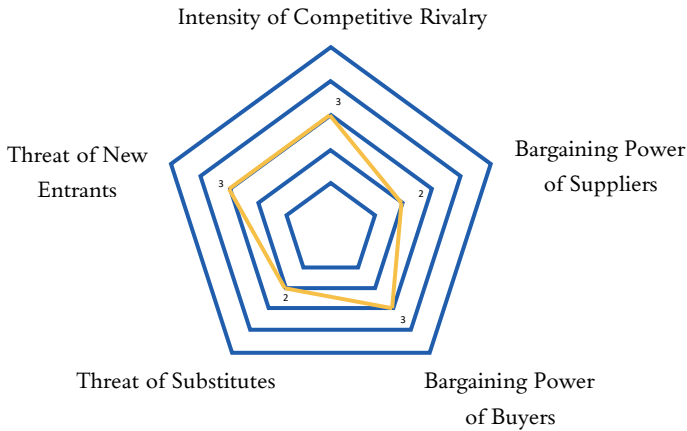 Intensity of Competitive Rivalry
3
Threat of New
Entrants
Bargaining Power
of Suppliers
3
2
2
3
Threat of Substitutes
Bargaining Power
of Buyers